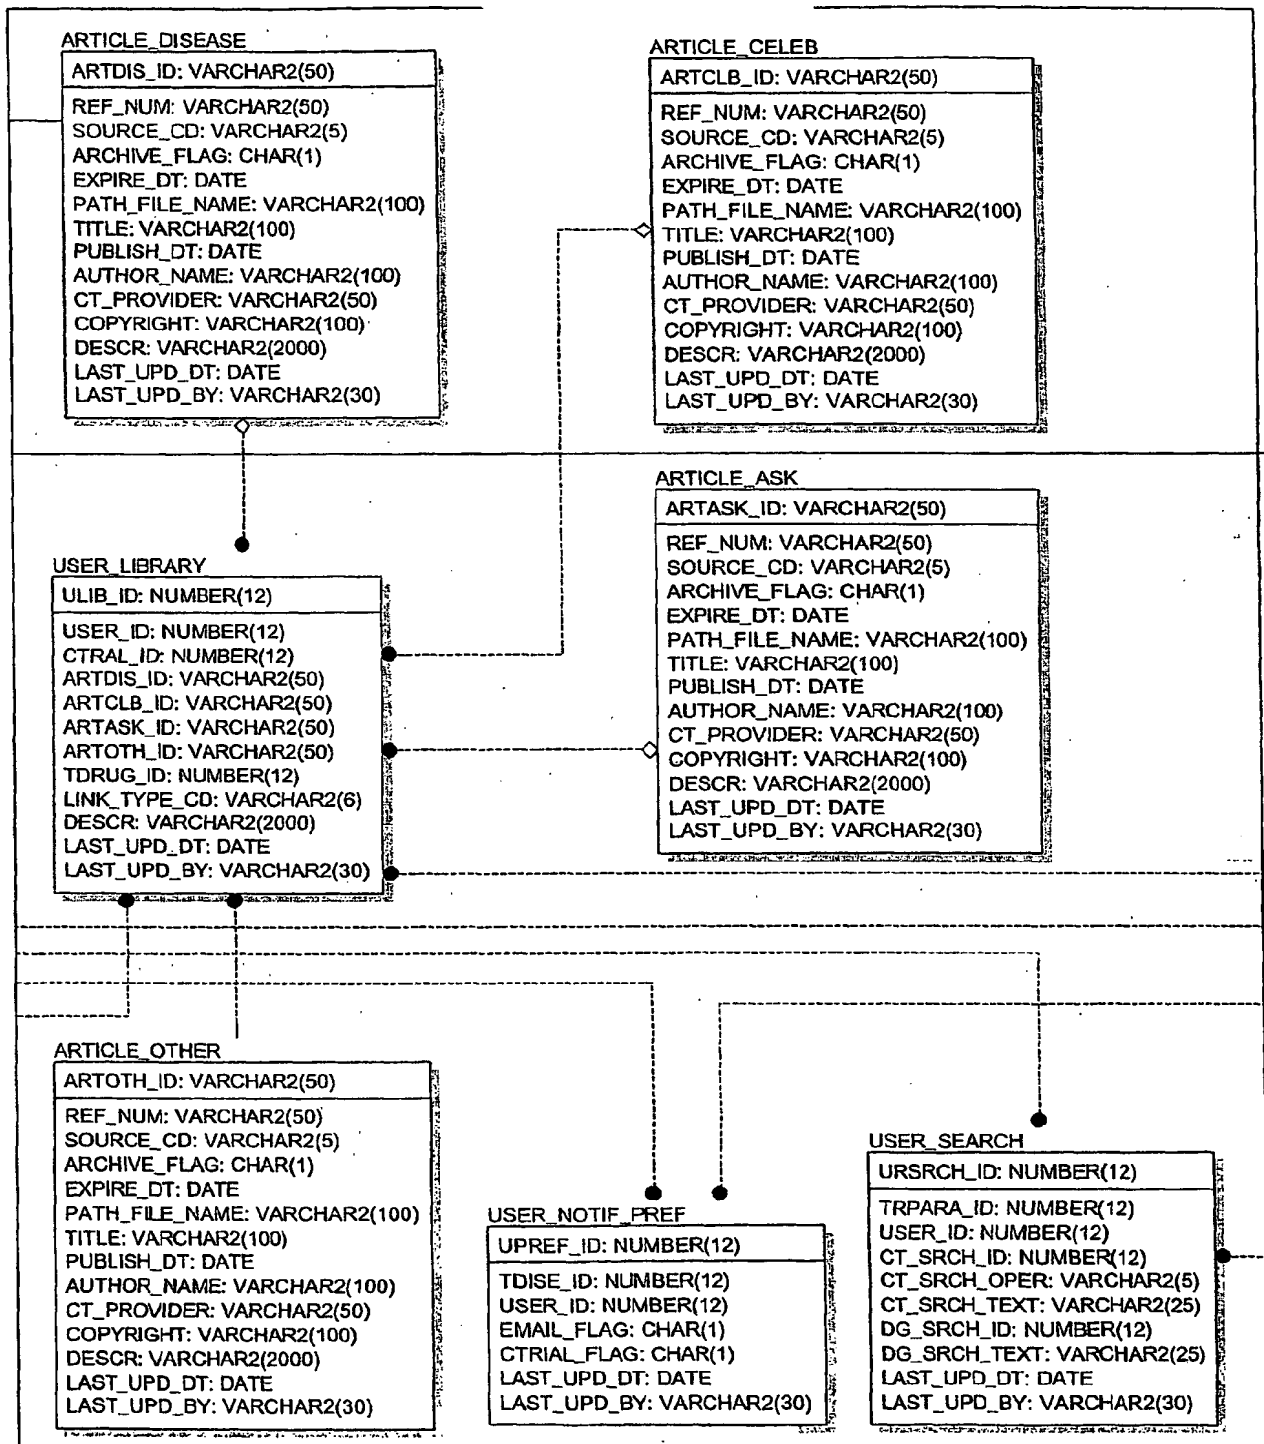 ARTICLE_DISEASE
ARTDIS_ID: VARCHAR2(50)
REF_NUM: VARCHAR2(50)
SOURCE_CD: VARCHAR2(5)
ARCHIVE_FLAG: CHAR(1)
EXPIRE_DT: DATE
PATH_FILE_NAME: VARCHAR2(100)
TITLE: VARCHAR2(100)
PUBLISH_DT: DATE
AUTHOR_NAME: VARCHAR2(100)
CT_PROVIDER: VARCHAR2(50)
COPYRIGHT: VARCHAR2(100)
DESCR: VARCHAR2(2000)
LAST_UPD_DT: DATE
LAST_UPD_BY: VARCHAR2(30)
ARTICLE_CELEB
ARTCLB_ID: VARCHAR2(50)
REF_NUM: VARCHAR2(50)
SOURCE_CD: VARCHAR2(5)
ARCHIVE_FLAG: CHAR(1)
EXPIRE_DT: DATE
PATH_FILE_NAME: VARCHAR2(100)
TITLE: VARCHAR2(100)
PUBLISH_DT: DATE
AUTHOR_NAME: VARCHAR2(100)
CT_PROVIDER: VARCHAR2(50)
COPYRIGHT: VARCHAR2(100)
DESCR: VARCHAR2(2000)
LAST_UPD_DT: DATE
LAST_UPD_BY: VARCHAR2(30)
USER_LIBRARY
ULIB_ID: NUMBER(12)
USER_ID: NUMBER(12)
CTRAL_ID: NUMBER(12)
ARTDIS_ID: VARCHAR2(50)
ARTCLB_ID: VARCHAR2(50)
ARTASK_ID: VARCHAR2(50)
ARTOTH_ID: VARCHAR2(50)
TDRUG_ID: NUMBER(12)
LINK_TYPE_CD: VARCHAR2(6)
DESCR: VARCHAR2(2000)
LAST_UPD_DT: DATE
LAST_UPD_BY: VARCHAR2(30)
ARTICLE_ASK
ARTASK_ID: VARCHAR2(50)
REF_NUM: VARCHAR2(50)
SOURCE_CD: VARCHAR2(5)
ARCHIVE_FLAG: CHAR(1)
EXPIRE_DT: DATE
PATH_FILE_NAME: VARCHAR2(100)
TITLE: VARCHAR2(100)
PUBLISH_DT: DATE
AUTHOR_NAME: VARCHAR2(100)
CT_PROVIDER: VARCHAR2(50)
COPYRIGHT: VARCHAR2(100)
DESCR: VARCHAR2(2000)
LAST_UPD_DT: DATE
LAST_UPD_BY: VARCHAR2(30)
ARTICLE_OTHER
ARTOTH_ID: VARCHAR2(50)
REF_NUM: VARCHAR2(50)
SOURCE_CD: VARCHAR2(5)
ARCHIVE_FLAG: CHAR(1)
EXPIRE_DT: DATE
PATH_FILE_NAME: VARCHAR2(100)
TITLE: VARCHAR2(100)
PUBLISH_DT: DATE
AUTHOR_NAME: VARCHAR2(100)
CT_PROVIDER: VARCHAR2(50)
COPYRIGHT: VARCHAR2(100)
DESCR: VARCHAR2(2000)
LAST_UPD_DT: DATE
LAST_UPD_BY: VARCHAR2(30)
USER_NOTIF_PREF
UPREF_ID: NUMBER(12)
TDISE_ID: NUMBER(12)
USER_ID: NUMBER(12)
EMAIL_FLAG: CHAR(1)
CTRIAL_FLAG: CHAR(1)
LAST_UPD_DT: DATE
LAST_UPD_BY: VARCHAR2(30)
USER_SEARCH
URSRCH_ID: NUMBER(12)
TRPARA_ID: NUMBER(12)
USER_ID: NUMBER(12)
CT_SRCH_ID: NUMBER(12)
CT_SRCH_OPER: VARCHAR2(5)
CT_SRCH_TEXT: VARCHAR2(25)
DG_SRCH_ID: NUMBER(12)
DG_SRCH_TEXT: VARCHAR2(25)
LAST_UPD_DT: DATE
LAST_UPD_BY: VARCHAR2(30)